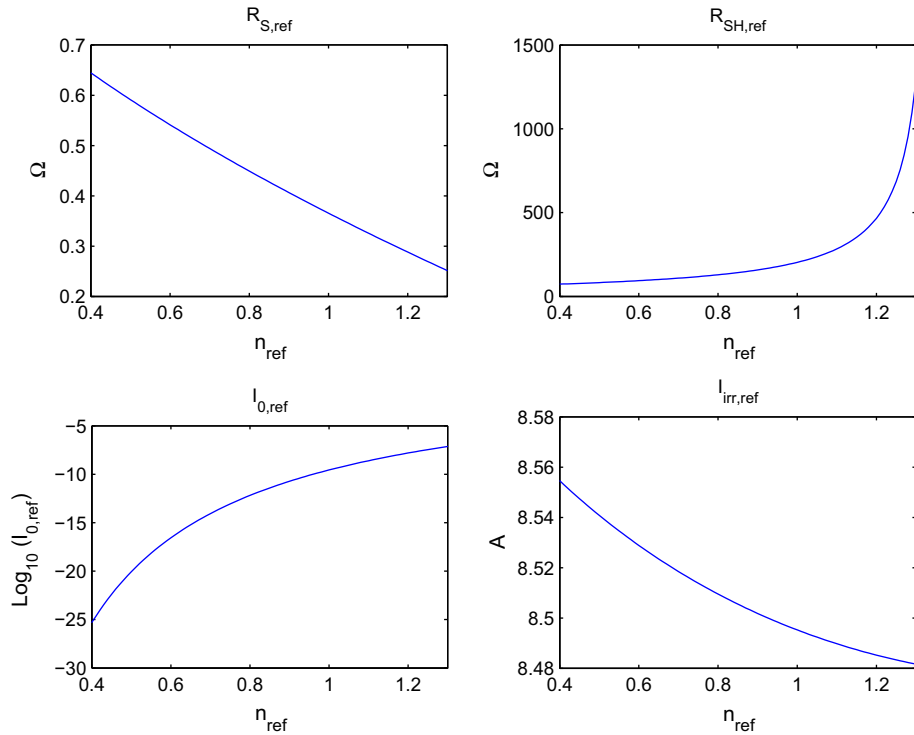 R_S,ref
0.7
0.6
0.5
0.4
0.3
0.2
Ω
0.4 0.6 0.8 1 1.2
n_ref
R_SH,ref
1500
1000
500
0
Ω
0.4 0.6 0.8 1 1.2
n_ref
I_0,ref
−5
−10
−15
−20
−25
−30
Log_10 (I_0,ref)
0.4 0.6 0.8 1 1.2
n_ref
I_irr,ref
8.58
8.56
8.54
8.52
8.5
8.48
A
0.4 0.6 0.8 1 1.2
n_ref